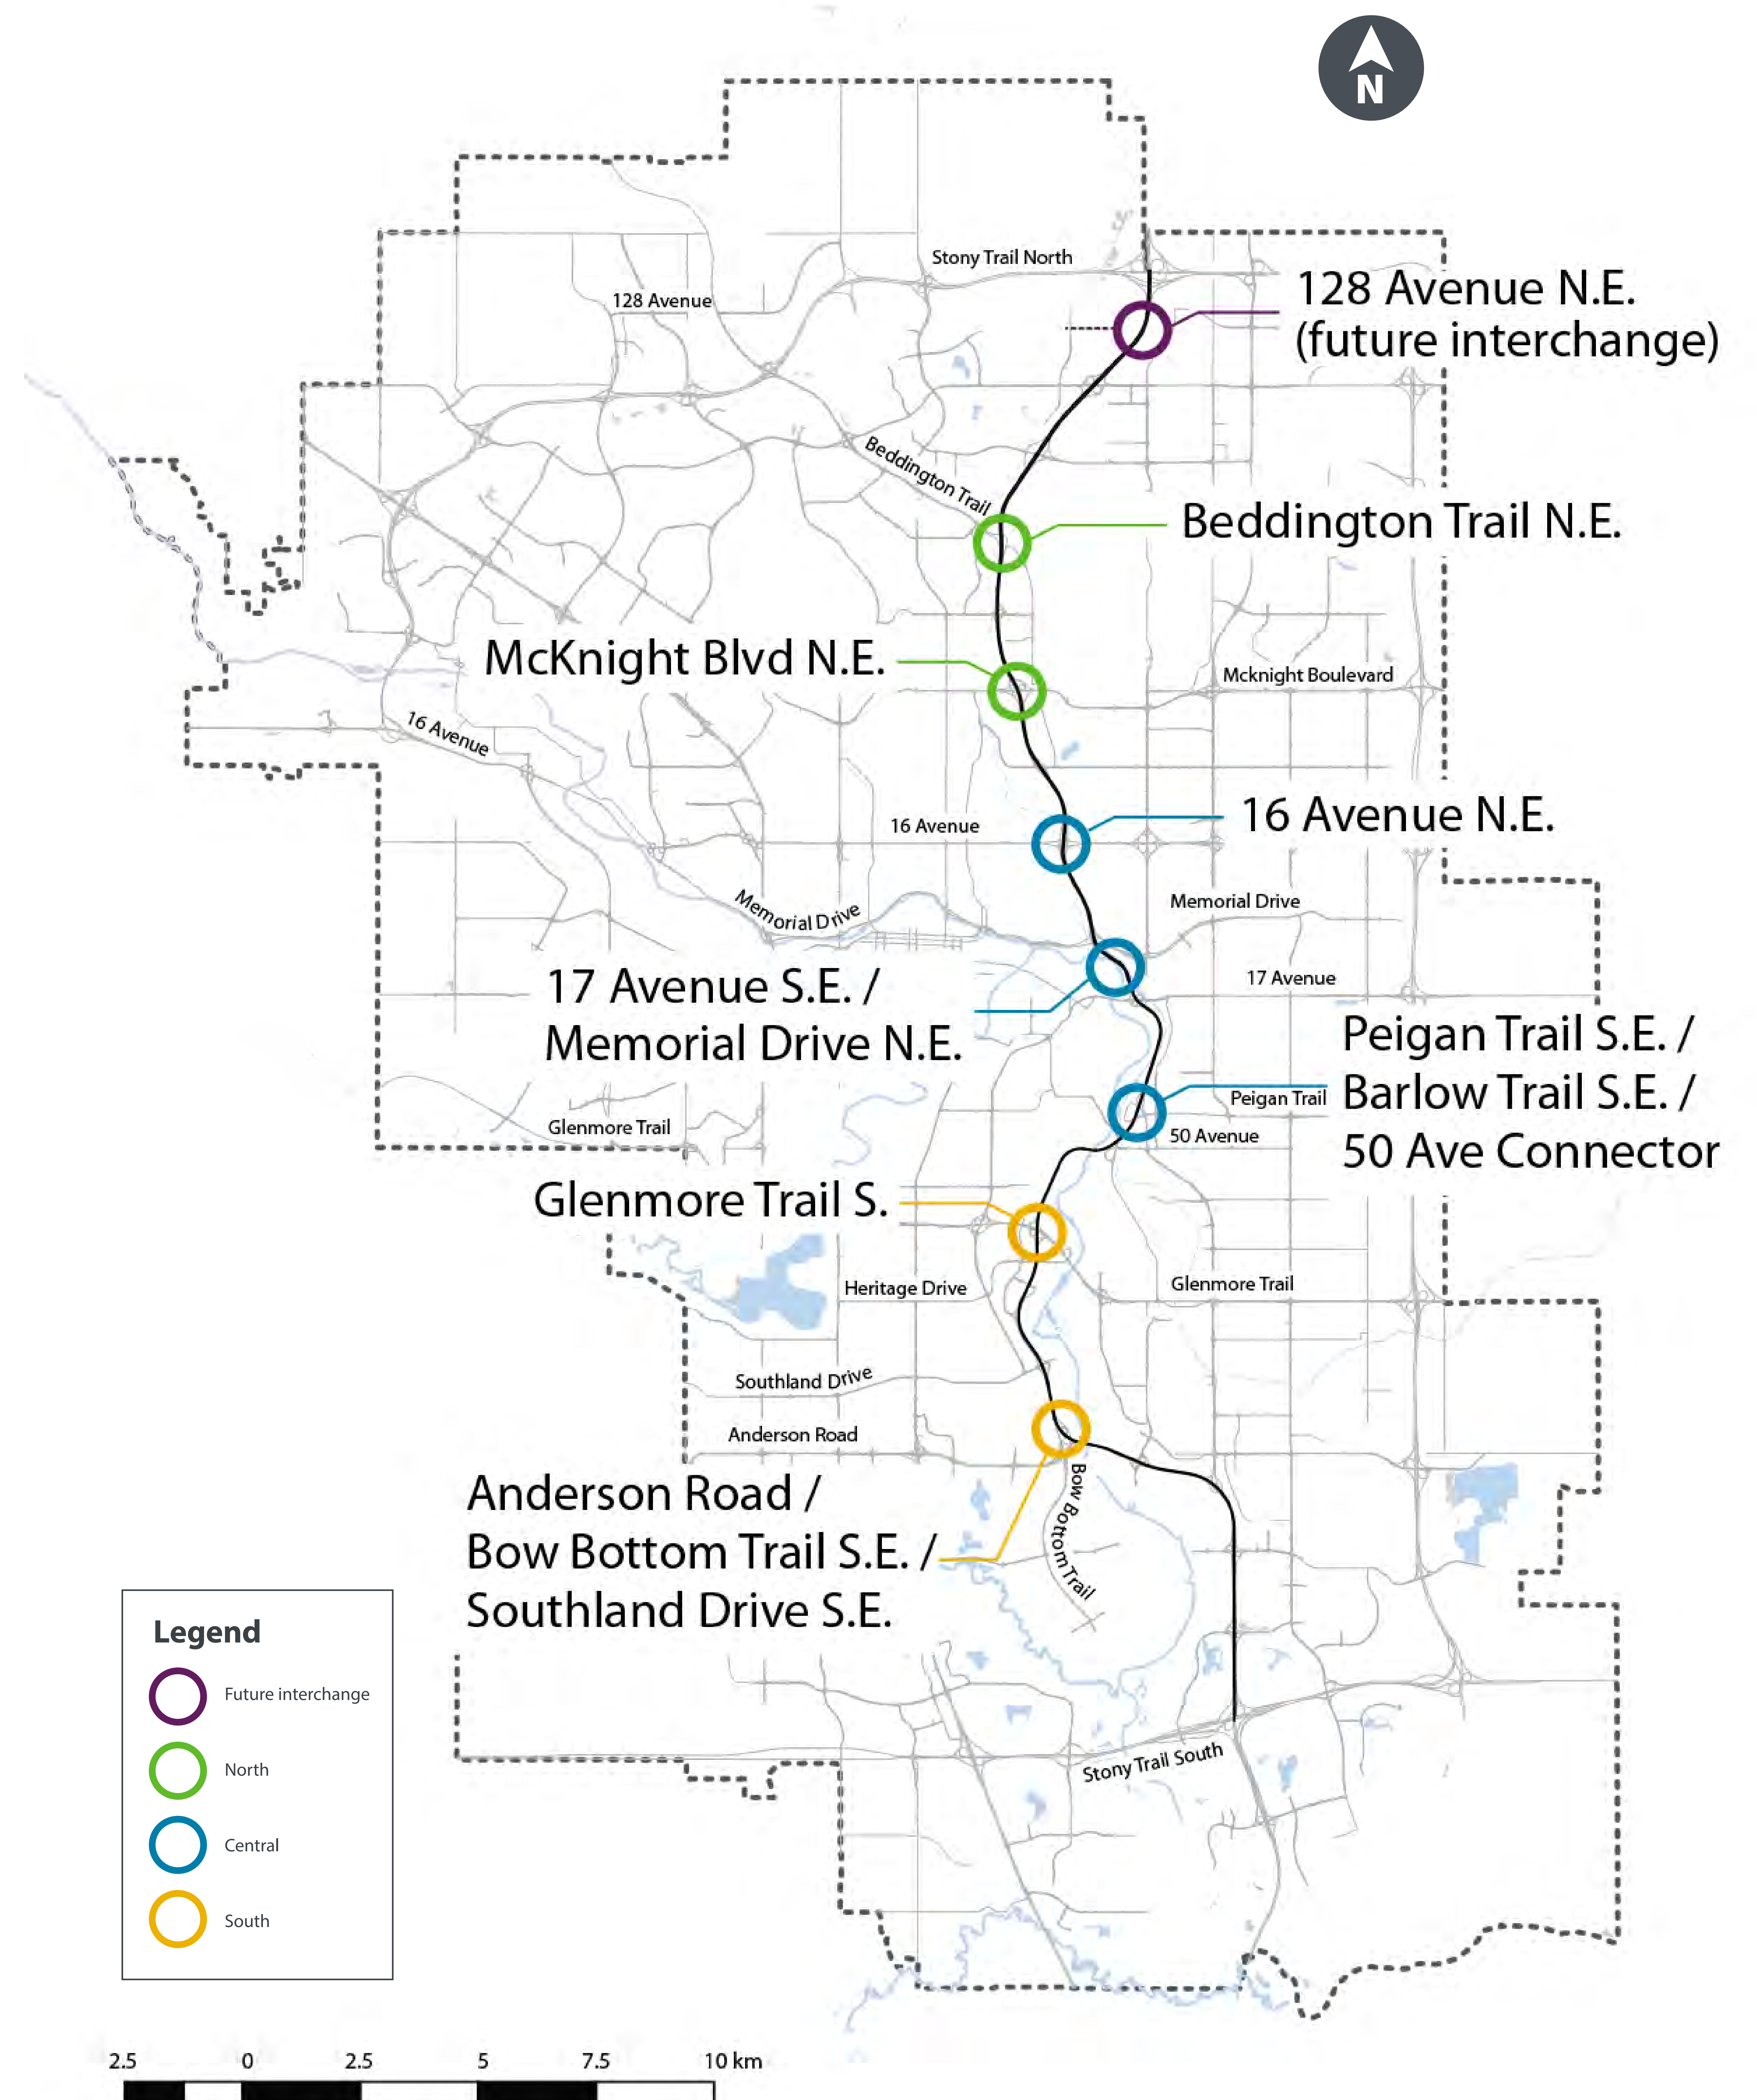 N
Stony Trail North
128 Avenue N.E.
(future interchange)
128 Avenue
Beddington Trail
Beddington Trail N.E.
McKnight Blvd N.E.
Mcknight Boulevard
16 Avenue
16 Avenue N.E.
16 Avenue
Memorial Drive
Memorial Drive
17 Avenue S.E. /
Memorial Drive N.E.
17 Avenue
Peigan Trail S.E. /
Barlow Trail S.E. /
50 Ave Connector
Peigan Trail
50 Avenue
Glenmore Trail
Glenmore Trail S.
Heritage Drive
Glenmore Trail
Southland Drive
Anderson Road
Anderson Road /
Bow Bottom Trail S.E. /
Southland Drive S.E.
Bow Bottom Trail
Stony Trail South
Legend
Future interchange
North
Central
South
2.5 0 2.5 5 7.5 10 km